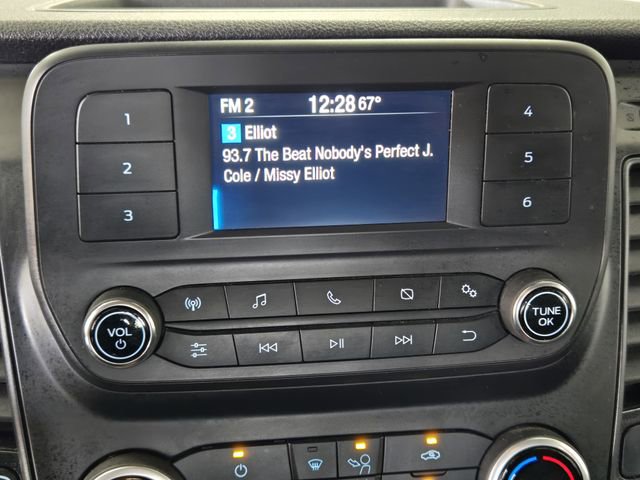 FM 2 12:28 67°
3 Elliot
93.7 The Beat Nobody's Perfect J.
Cole / Missy Elliot
1
2
3
4
5
6
VOL
TUNE
OK